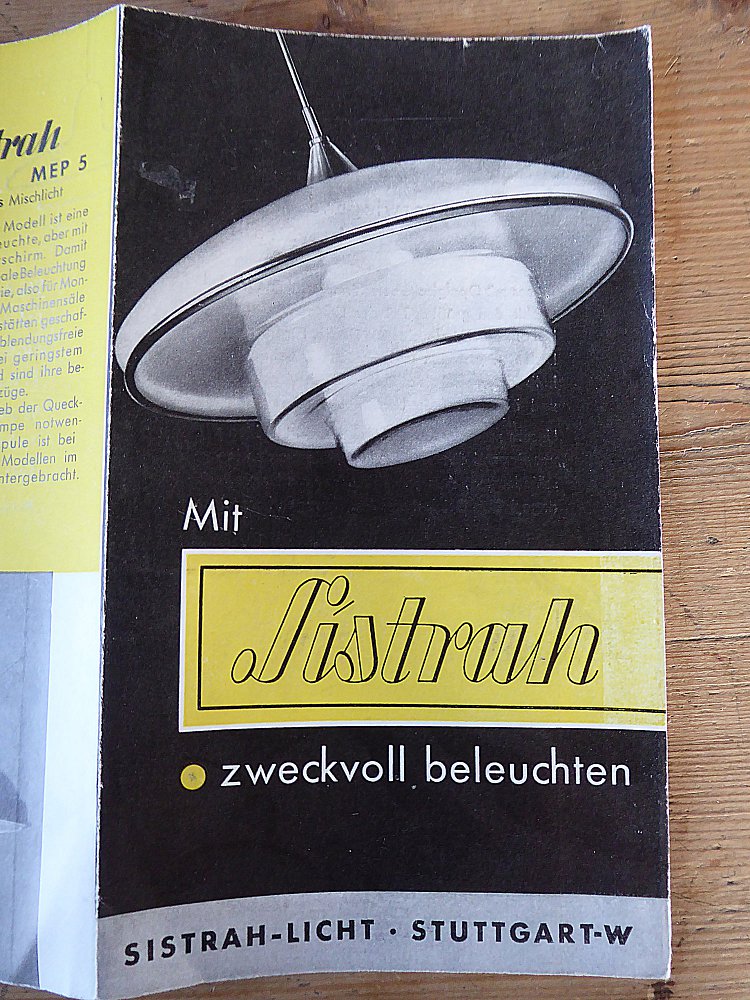 trah
MEP 5
s Mischlicht
Modell ist eine
euchte, aber mit
schirm. Damit
ale Beleuchtung
ie, also für Mon-
Maschinensäle
stätten geschaf-
blendungsfreie
ei geringstem
d sind ihre be-
züge.
eb der Queck-
mpe notwen-
pule ist bei
Modellen im
ntergebracht.
Mit
Sistrah
zweckvoll beleuchten
SISTRAH-LICHT · STUTTGART-W